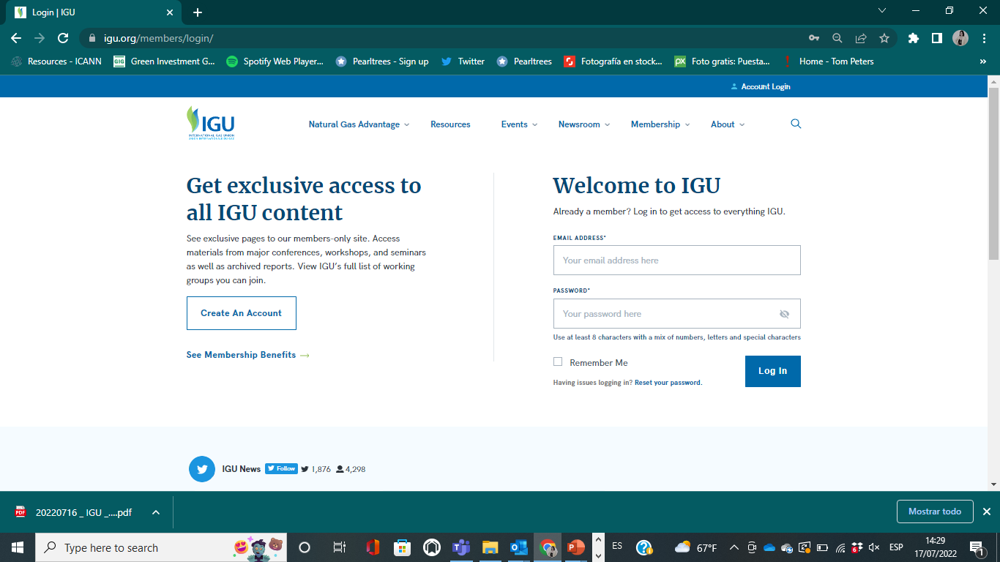 Login | IGU
igu.org/members/login/
Resources - ICANN
Green Investment G...
Spotify Web Player...
Pearltrees - Sign up
Twitter
Pearltrees
Fotografía en stock...
Foto gratis: Puesta...
Home - Tom Peters
Account Login
IGU
INTERNATIONAL GAS UNION
UNION INTERNATIONALE DU GAZ
Natural Gas Advantage
Resources
Events
Newsroom
Membership
About
Get exclusive access to
all IGU content
See exclusive pages to our members-only site. Access
materials from major conferences, workshops, and seminars
as well as archived reports. View IGU's full list of working
groups you can join.
Create An Account
See Membership Benefits
Welcome to IGU
Already a member? Log in to get access to everything IGU.
EMAIL ADDRESS*
Your email address here
PASSWORD*
Your password here
Use at least 8 characters with a mix of numbers, letters and special characters
Remember Me
Log In
Having issues logging in? Reset your password.
IGU News
Follow
1,876
4,298
PDF
20220716 _ IGU _....pdf
Mostrar todo
Type here to search
ES
67°F
6
ESP
14:29
17/07/2022
1